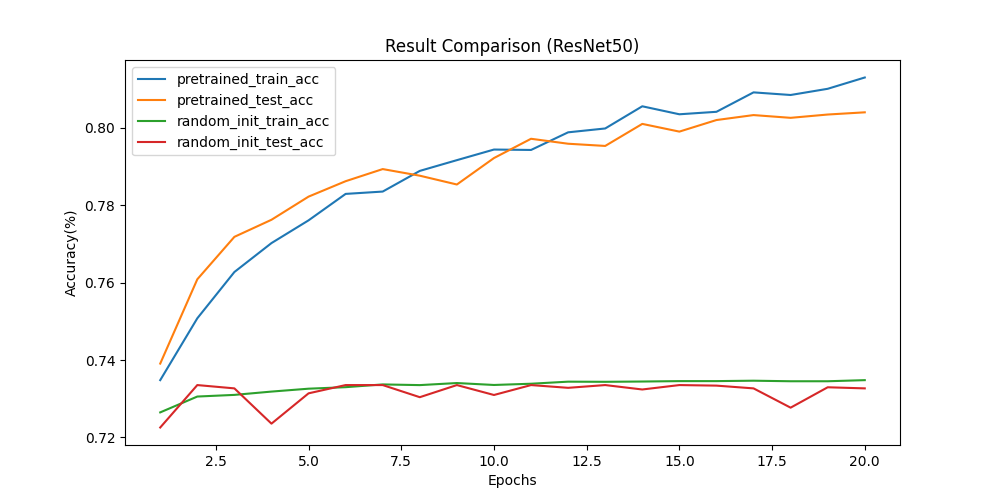 Result Comparison (ResNet50)
pretrained_train_acc
pretrained_test_acc
random_init_train_acc
random_init_test_acc
Accuracy(%)
0.80
0.78
0.76
0.74
0.72
2.5 5.0 7.5 10.0 12.5 15.0 17.5 20.0
Epochs